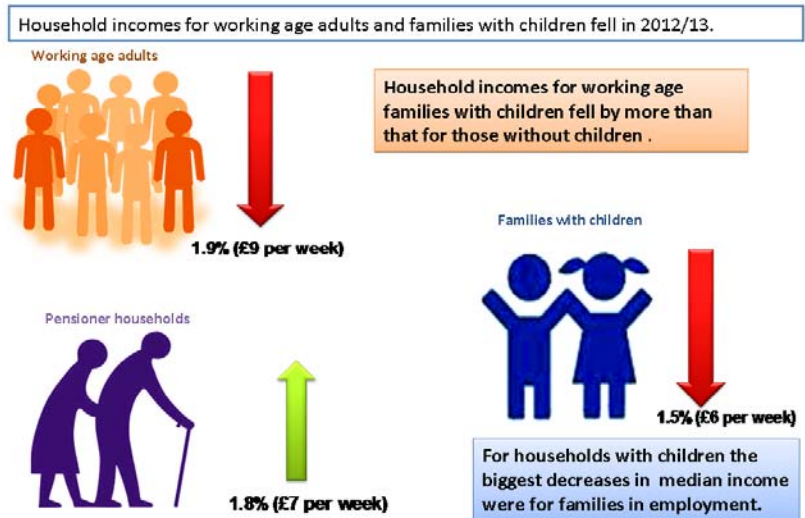 Household incomes for working age adults and families with children fell in 2012/13.
Working age adults
1.9% (£9 per week)
Household incomes for working age
families with children fell by more than
that for those without children .
Families with children
1.5% (£6 per week)
Pensioner households
1.8% (£7 per week)
For households with children the
biggest decreases in median income
were for families in employment.